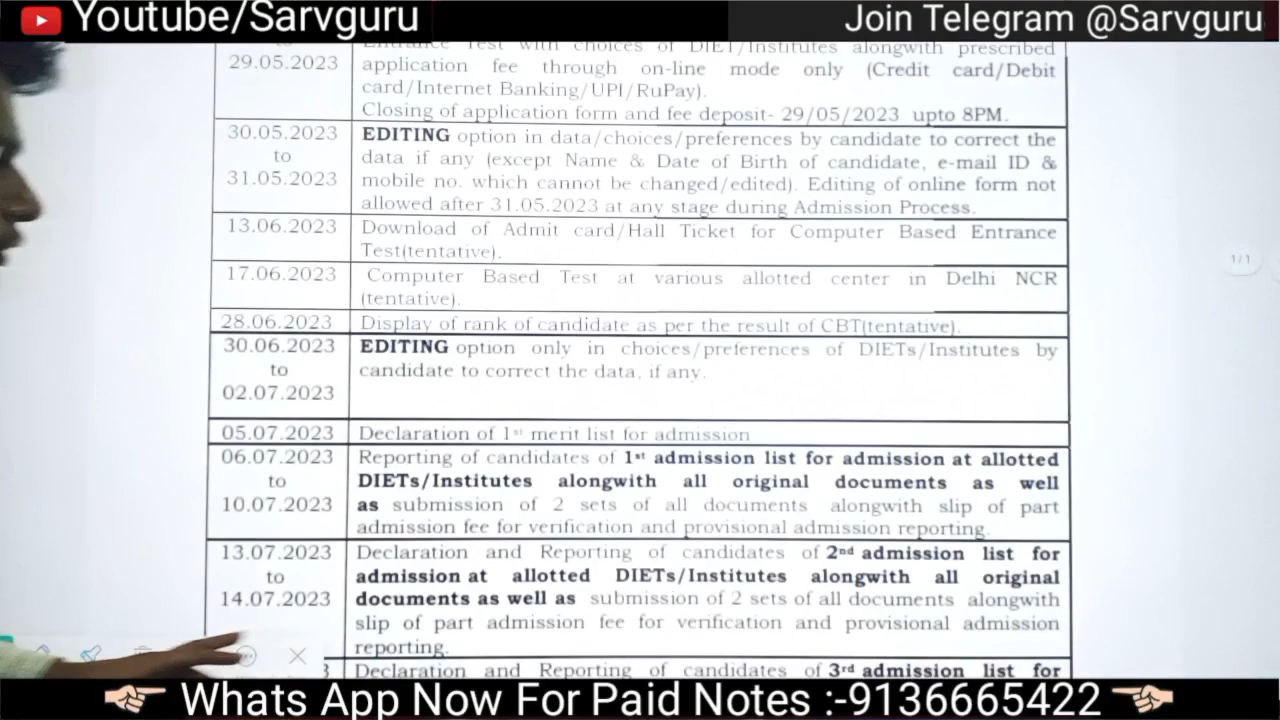 Youtube/Sarvguru
Join Telegram @Sarvguru
Entrance Test with choices of DIET/Institutes alongwith prescribed
29.05.2023 application fee through on-line mode only (Credit card/Debit
card/Internet Banking/UPI/RuPay).
Closing of application form and fee deposit- 29/05/2023 upto 8PM.
30.05.2023 EDITING option in data/choices/preferences by candidate to correct the
to data if any (except Name & Date of Birth of candidate, e-mail ID &
31.05.2023 mobile no. which cannot be changed/edited). Editing of online form not
allowed after 31.05.2023 at any stage during Admission Process.
13.06.2023 Download of Admit card/Hall Ticket for Computer Based Entrance
Test(tentative).
17.06.2023 Computer Based Test at various allotted center in Delhi NCR
(tentative).
28.06.2023 Display of rank of candidate as per the result of CBT(tentative).
30.06.2023 EDITING option only in choices/preferences of DIETs/Institutes by
to candidate to correct the data, if any.
02.07.2023
05.07.2023 Declaration of 1st merit list for admission
06.07.2023 Reporting of candidates of 1st admission list for admission at allotted
to DIETs/Institutes alongwith all original documents as well
10.07.2023 as submission of 2 sets of all documents alongwith slip of part
admission fee for verification and provisional admission reporting.
13.07.2023 Declaration and Reporting of candidates of 2nd admission list for
to admission at allotted DIETs/Institutes alongwith all original
14.07.2023 documents as well as submission of 2 sets of all documents alongwith
slip of part admission fee for verification and provisional admission
reporting.
3 Declaration and Reporting of candidates of 3rd admission list for
1/1
Whats App Now For Paid Notes :-9136665422